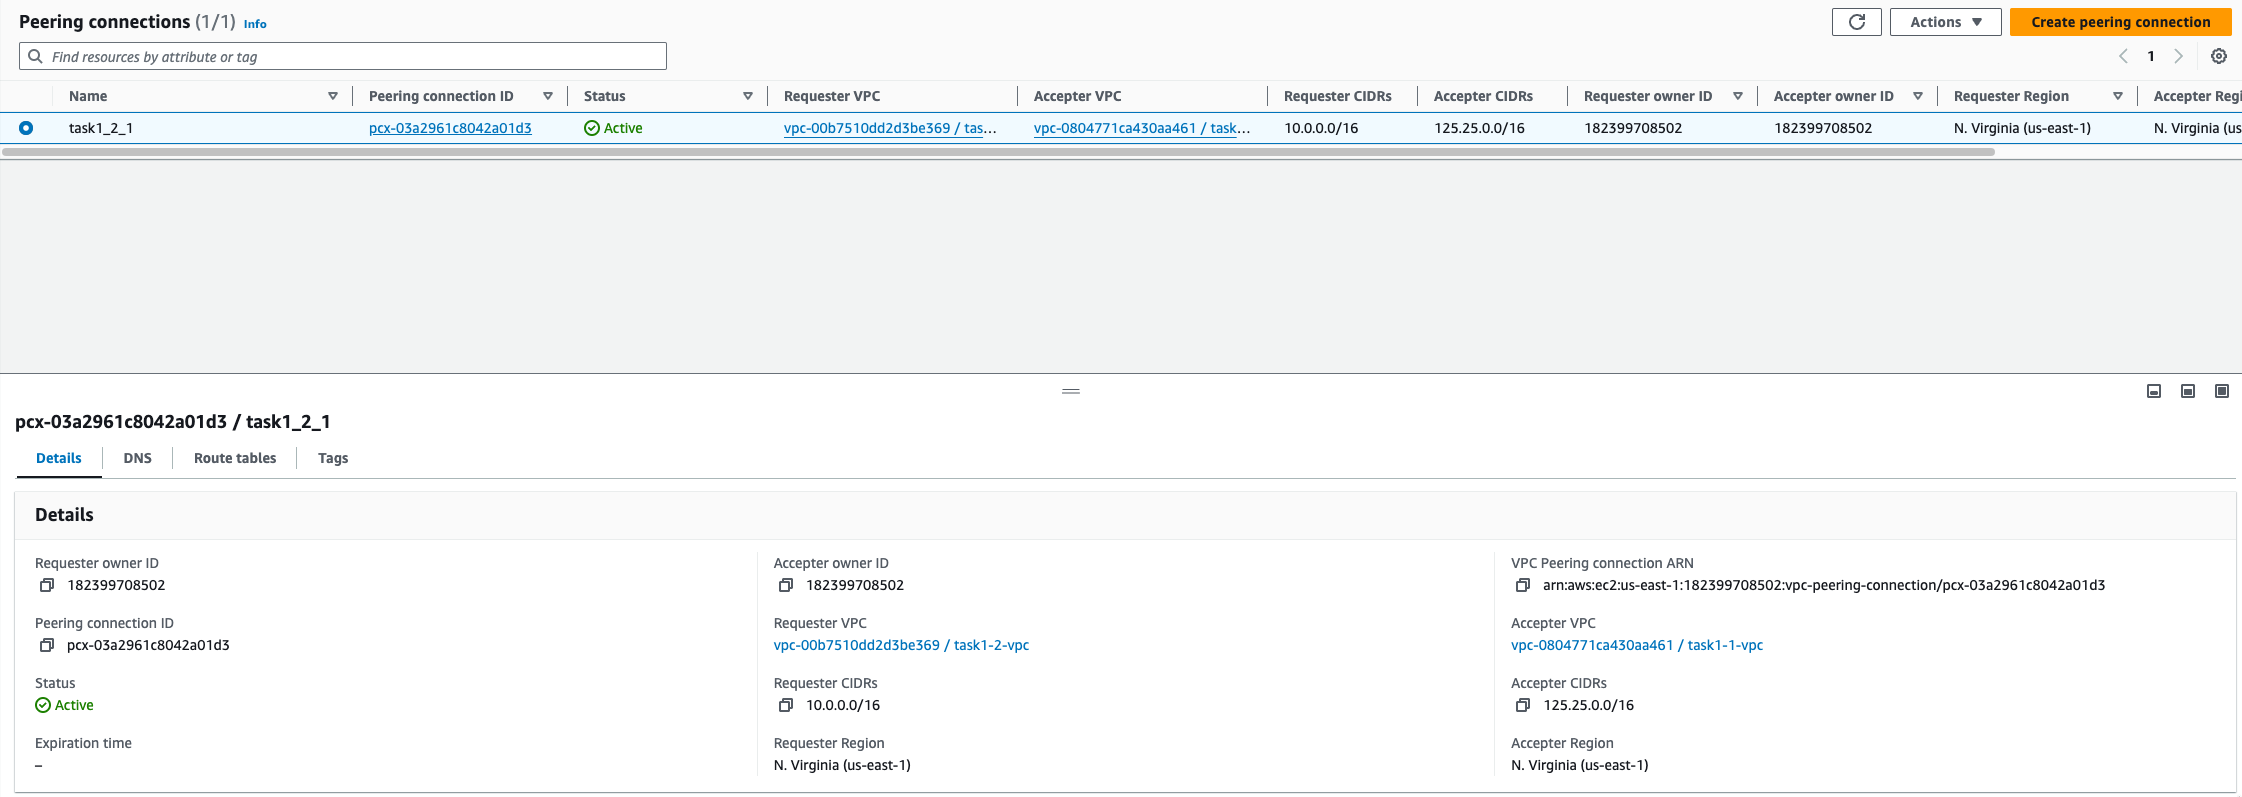 Peering connections (1/1) Info
Actions ▼
Create peering connection
Find resources by attribute or tag
1
Name
Peering connection ID
Status
Requester VPC
Accepter VPC
Requester CIDRs
Accepter CIDRs
Requester owner ID
Accepter owner ID
Requester Region
Accepter Regi
task1_2_1
pcx-03a2961c8042a01d3
Active
vpc-00b7510dd2d3be369 / tas...
vpc-0804771ca430aa461 / task...
10.0.0.0/16
125.25.0.0/16
182399708502
182399708502
N. Virginia (us-east-1)
N. Virginia (us
pcx-03a2961c8042a01d3 / task1_2_1
Details
DNS
Route tables
Tags
Details
Requester owner ID
182399708502
Peering connection ID
pcx-03a2961c8042a01d3
Status
Active
Expiration time
–
Accepter owner ID
182399708502
Requester VPC
vpc-00b7510dd2d3be369 / task1-2-vpc
Requester CIDRs
10.0.0.0/16
Requester Region
N. Virginia (us-east-1)
VPC Peering connection ARN
arn:aws:ec2:us-east-1:182399708502:vpc-peering-connection/pcx-03a2961c8042a01d3
Accepter VPC
vpc-0804771ca430aa461 / task1-1-vpc
Accepter CIDRs
125.25.0.0/16
Accepter Region
N. Virginia (us-east-1)